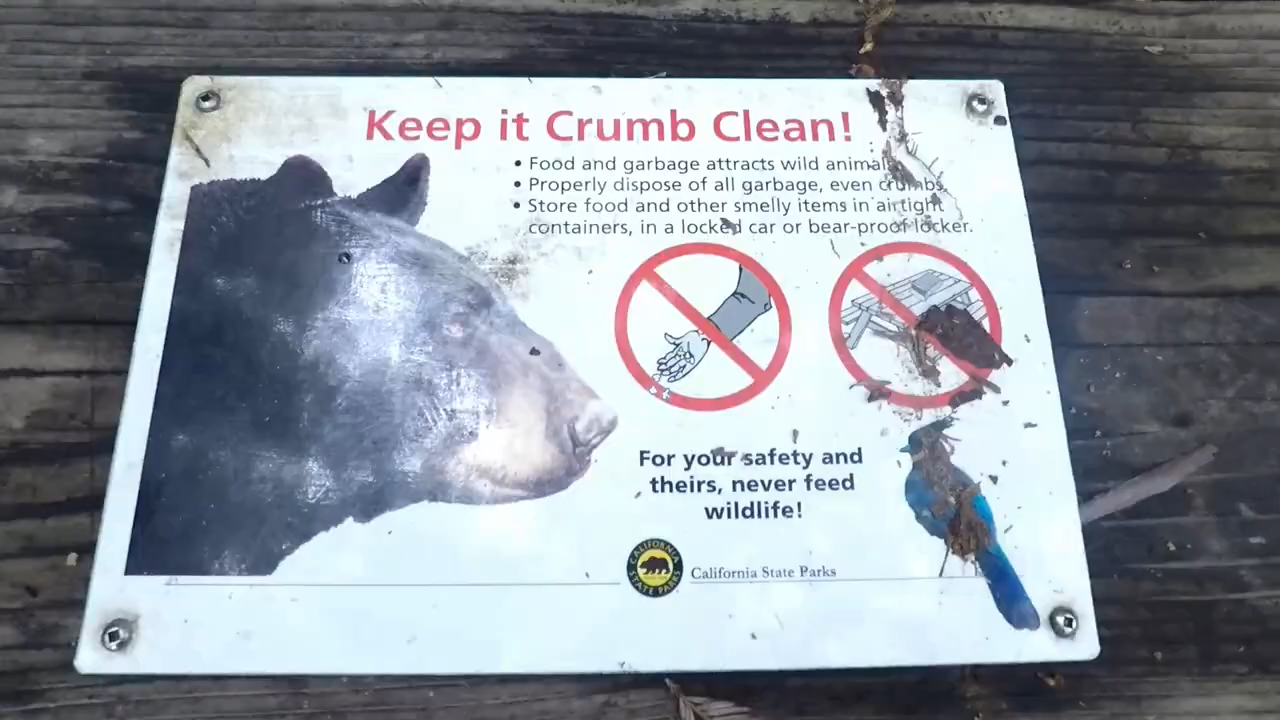 Keep it Crumb Clean!
• Food and garbage attracts wild animals.
• Properly dispose of all garbage, even crumbs.
• Store food and other smelly items in airtight
containers, in a locked car or bear-proof locker.
For your safety and
theirs, never feed
wildlife!
CALIFORNIA
STATE PARKS
California State Parks